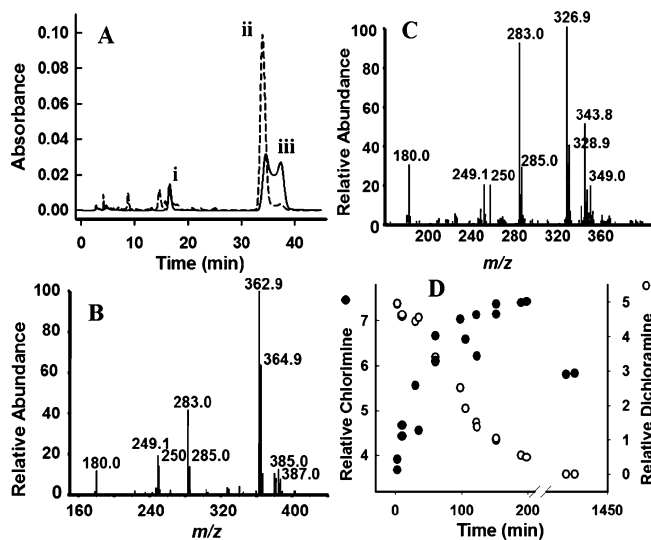 A
ii
iii
i
0.10
0.08
0.06
0.04
0.02
0.00
Absorbance
0 10 20 30 40
Time (min)
C
326.9
283.0
343.8
328.9
180.0
249.1 250 285.0
349.0
100
80
60
40
20
0
Relative Abundance
200 240 280 320 360
m/z
B
362.9
364.9
283.0
249.1
250 285.0
180.0
385.0
387.0
100
80
60
40
20
0
Relative Abundance
160 240 320 400
m/z
D
7
6
5
4
Relative Chlorimine
5
4
3
2
1
0
Relative Dichloramine
0 100 200 1450
Time (min)